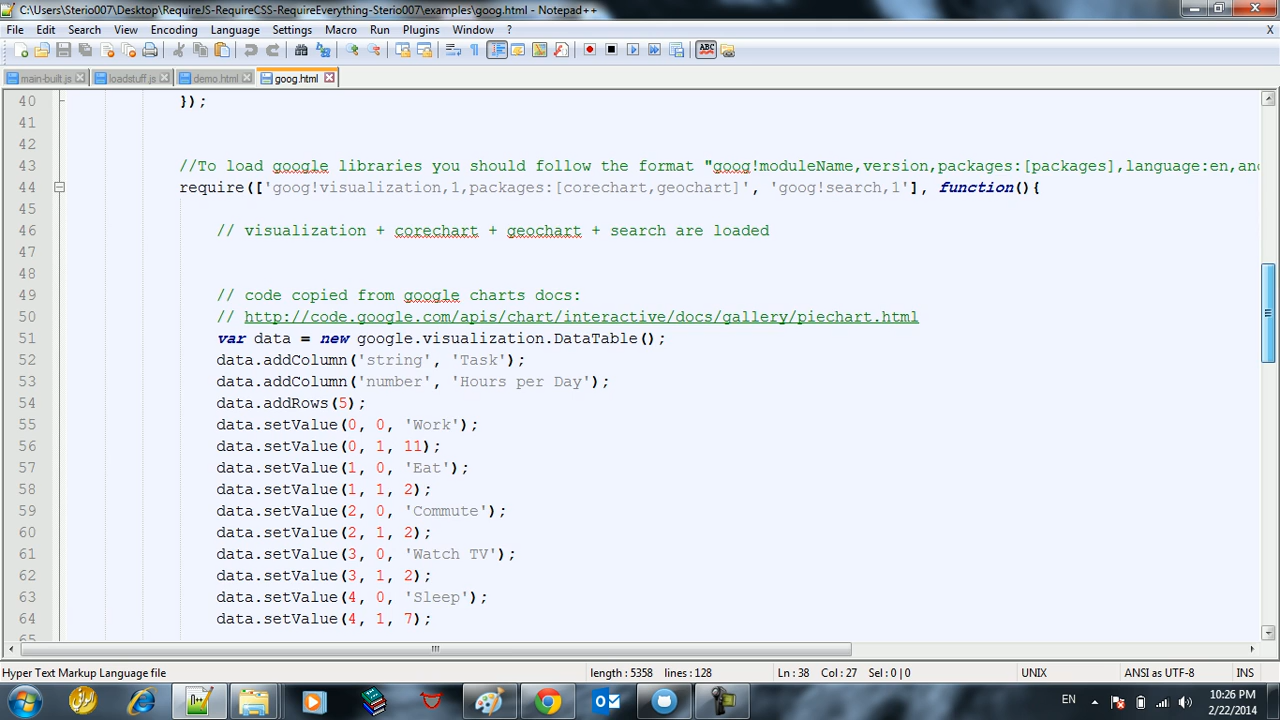 C:\Users\Sterio007\Desktop\RequireJS-RequireCSS-RequireEverything-Sterio007\examples\goog.html - Notepad++
File Edit Search View Encoding Language Settings Macro Run Plugins Window ? X
main-built.js loadstuff.js demo.html goog.html
40 });
41
42
43 //To load google libraries you should follow the format "goog!moduleName,version,packages:[packages],language:en,and
44 require(['goog!visualization,1,packages:[corechart,geochart]', 'goog!search,1'], function(){
45
46 // visualization + corechart + geochart + search are loaded
47
48
49 // code copied from google charts docs:
50 // http://code.google.com/apis/chart/interactive/docs/gallery/piechart.html
51 var data = new google.visualization.DataTable();
52 data.addColumn('string', 'Task');
53 data.addColumn('number', 'Hours per Day');
54 data.addRows(5);
55 data.setValue(0, 0, 'Work');
56 data.setValue(0, 1, 11);
57 data.setValue(1, 0, 'Eat');
58 data.setValue(1, 1, 2);
59 data.setValue(2, 0, 'Commute');
60 data.setValue(2, 1, 2);
61 data.setValue(3, 0, 'Watch TV');
62 data.setValue(3, 1, 2);
63 data.setValue(4, 0, 'Sleep');
64 data.setValue(4, 1, 7);
65
Hyper Text Markup Language file length : 5358 lines : 128 Ln : 38 Col : 27 Sel : 0 | 0 UNIX ANSI as UTF-8 INS
EN 10:26 PM
2/22/2014